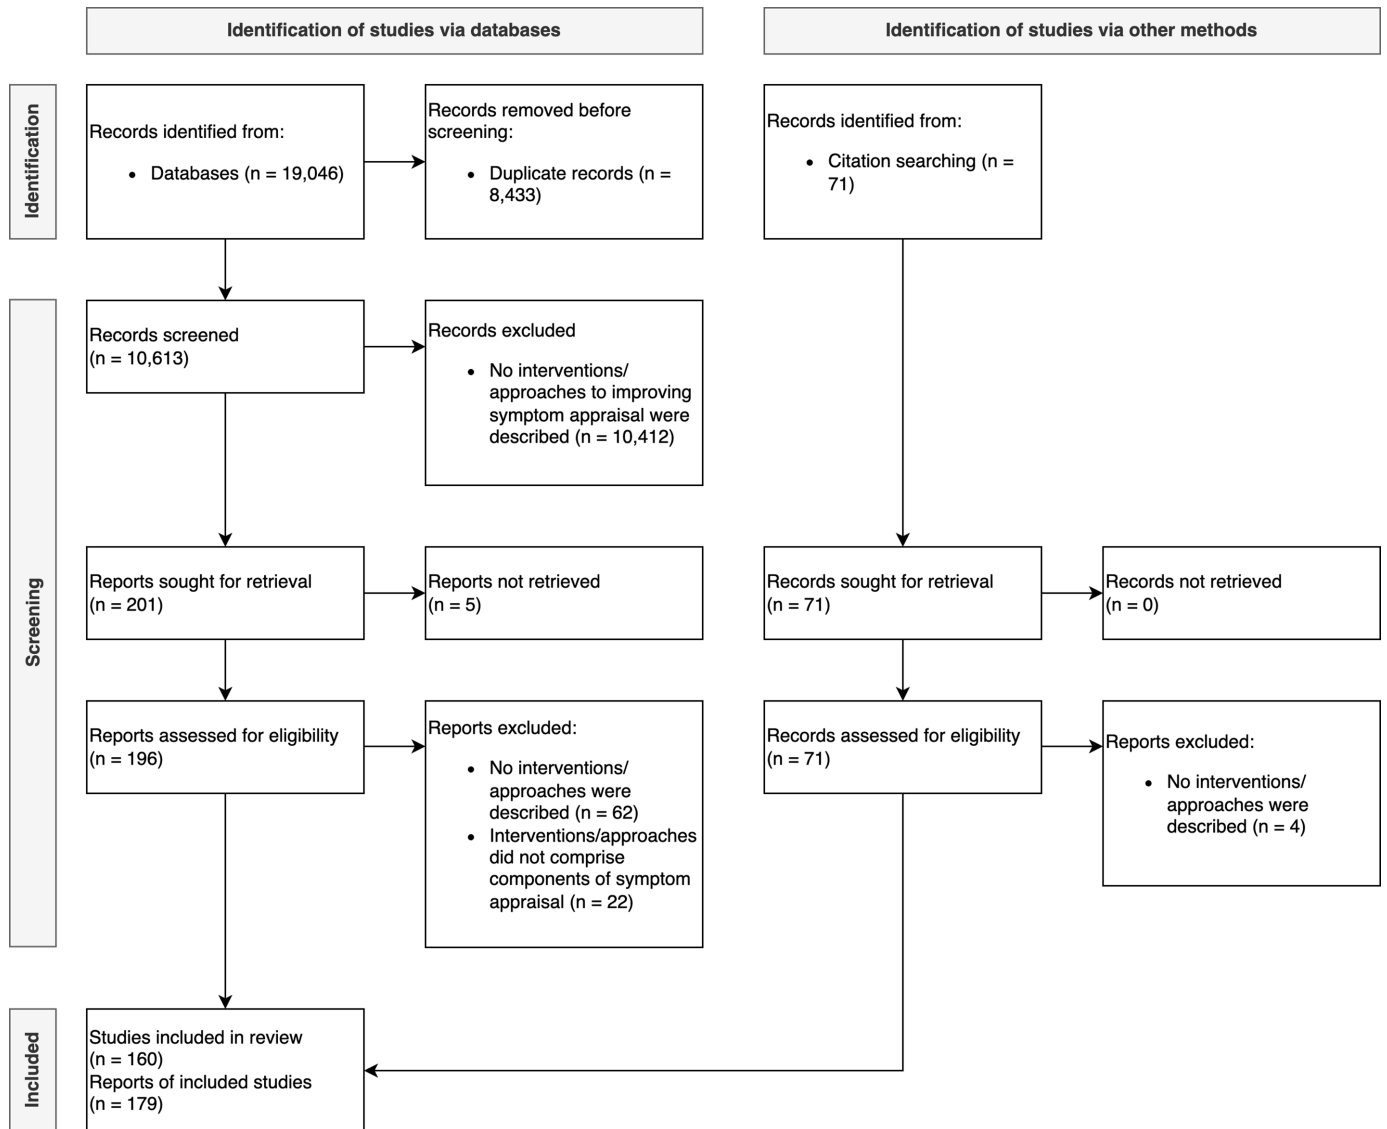 Identification of studies via databases
Identification of studies via other methods
Identification
Records identified from:
• Databases (n = 19,046)
Records removed before
screening:
• Duplicate records (n =
8,433)
Records identified from:
• Citation searching (n =
71)
Screening
Records screened
(n = 10,613)
Records excluded
• No interventions/
approaches to improving
symptom appraisal were
described (n = 10,412)
Reports sought for retrieval
(n = 201)
Reports not retrieved
(n = 5)
Records sought for retrieval
(n = 71)
Records not retrieved
(n = 0)
Reports assessed for eligibility
(n = 196)
Reports excluded:
• No interventions/
approaches were
described (n = 62)
• Interventions/approaches
did not comprise
components of symptom
appraisal (n = 22)
Records assessed for eligibility
(n = 71)
Reports excluded:
• No interventions/
approaches were
described (n = 4)
Included
Studies included in review
(n = 160)
Reports of included studies
(n = 179)